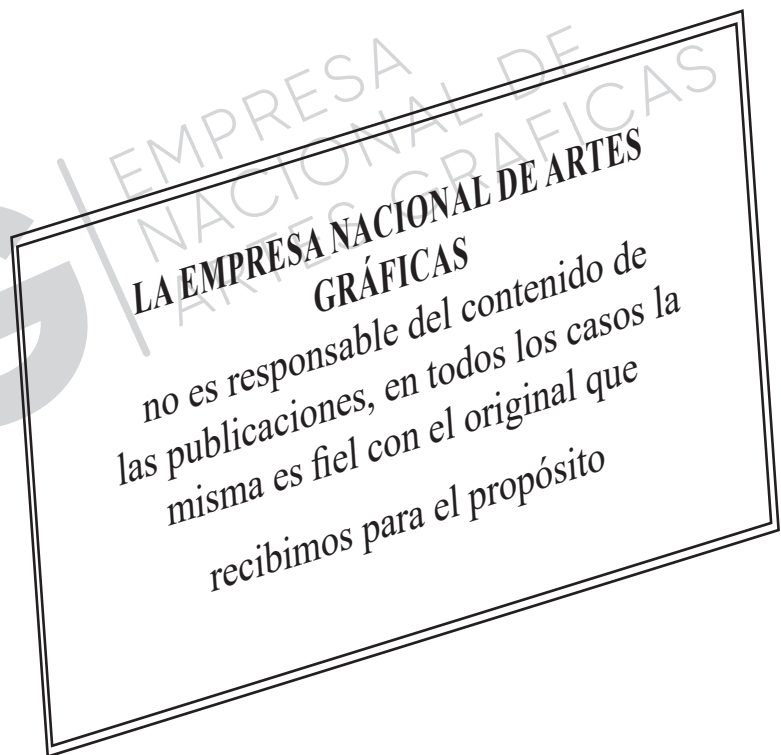 EMPRESA
NACIONAL DE
ARTES GRAFICAS
G
LA EMPRESA NACIONAL DE ARTES
GRÁFICAS
no es responsable del contenido de
las publicaciones, en todos los casos la
misma es fiel con el original que
recibimos para el propósito